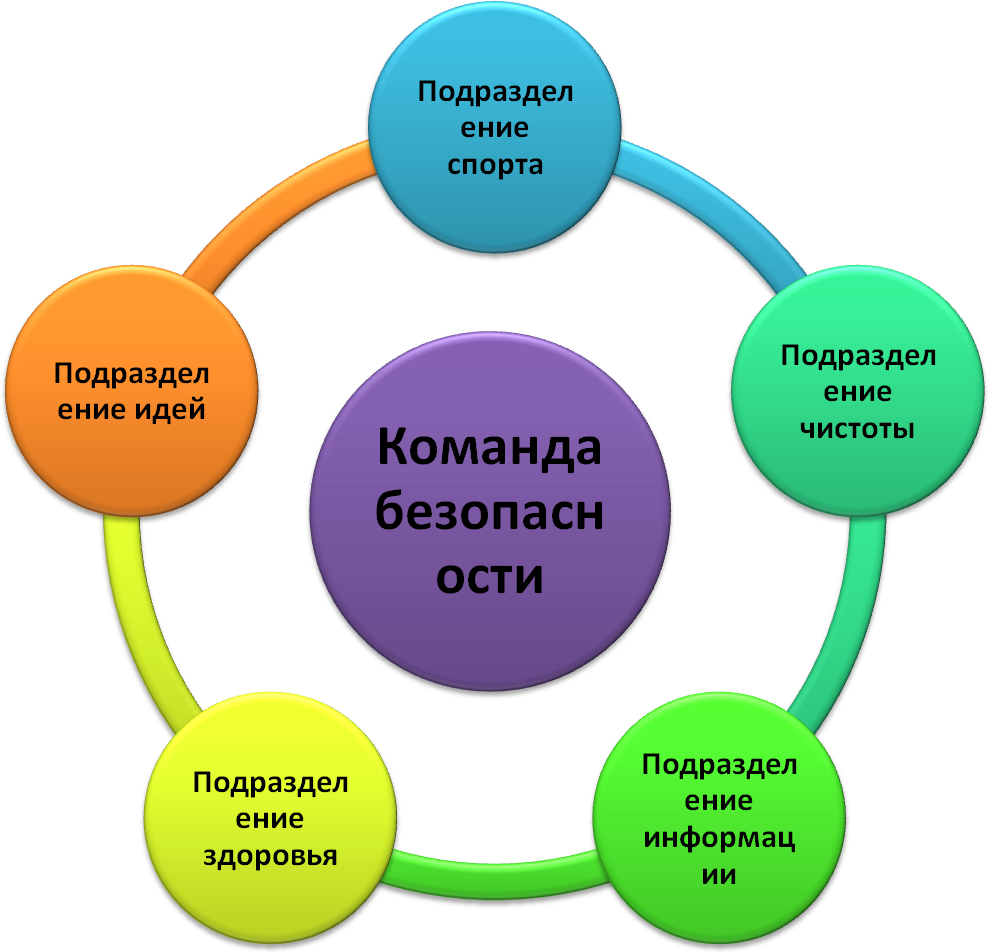 Подраздел
ение
спорта
Подраздел
ение идей
Подраздел
ение
чистоты
Команда
безопасн
ости
Подраздел
ение
здоровья
Подраздел
ение
информац
ии